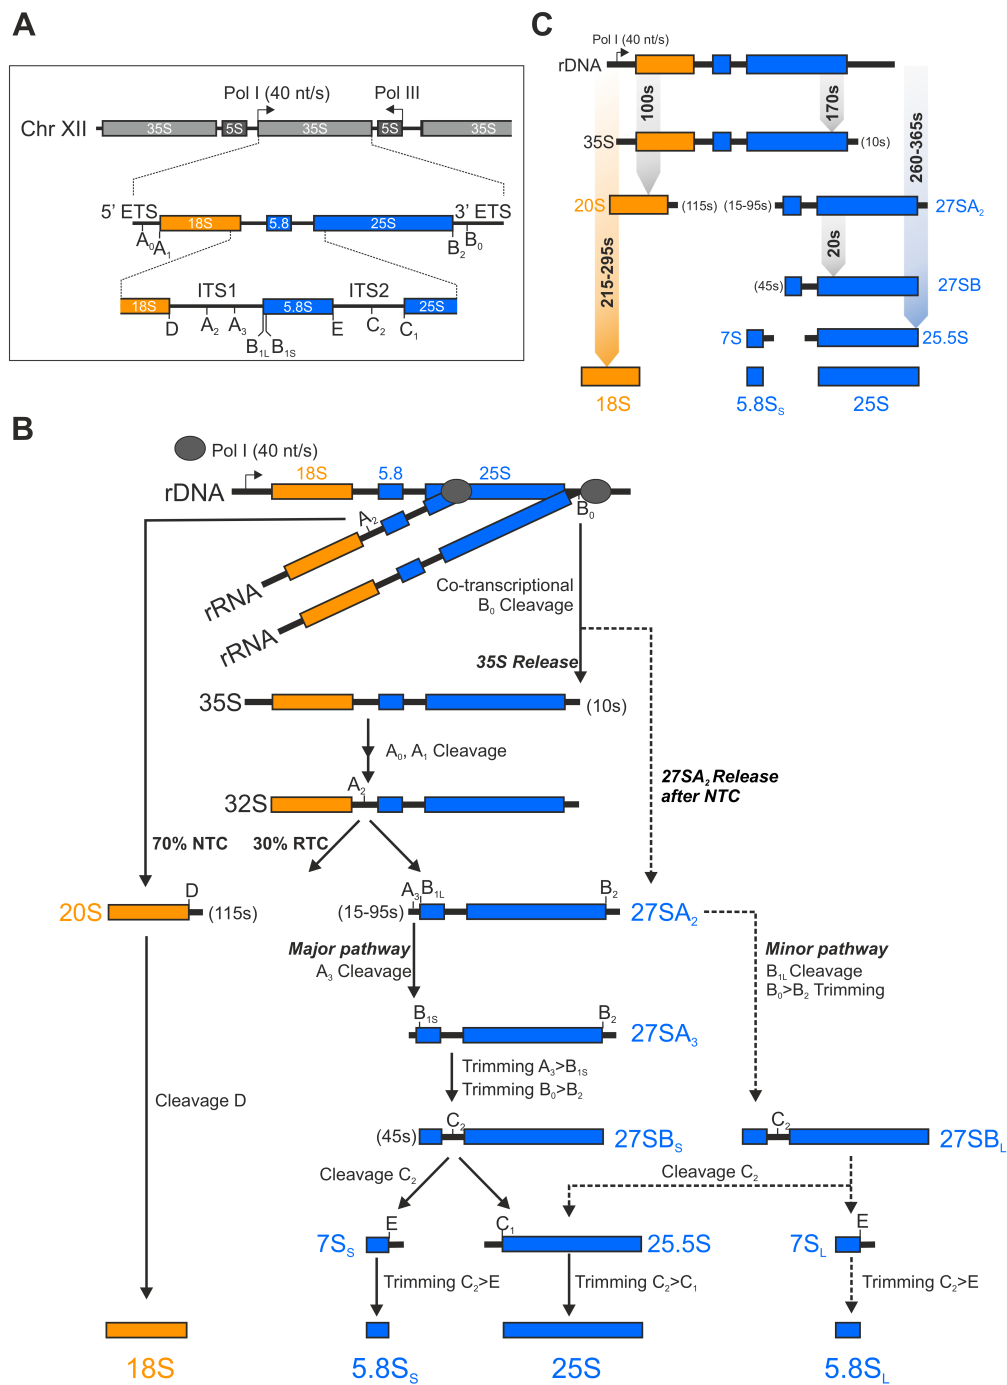 A
Pol I (40 nt/s)
Pol III
Chr XII
35S
5S
35S
5S
35S
5' ETS
3' ETS
18S
5.8
25S
A₀
A₁
B₂
B₀
ITS1
ITS2
18S
5.8S
25S
D
A₂
A₃
B₁L
B₁S
E
C₂
C₁
C
Pol I (40 nt/s)
rDNA
100s
170s
35S
(10s)
260-365s
20S
(115s)
(15-95s)
27SA₂
215-295s
20s
(45s)
27SB
7S
25.5S
18S
5.8Sₛ
25S
B
Pol I (40 nt/s)
rDNA
18S
5.8
25S
A₂
B₀
rRNA
rRNA
Co-transcriptional
B₀ Cleavage
35S Release
35S
(10s)
A₀, A₁ Cleavage
27SA₂ Release
after NTC
A₂
32S
70% NTC
30% RTC
D
20S
(115s)
(15-95s)
A₃
B₁L
B₂
27SA₂
Major pathway
A₃ Cleavage
Minor pathway
B₁L Cleavage
B₀>B₂ Trimming
B₁S
B₂
27SA₃
Trimming A₃>B₁S
Trimming B₀>B₂
Cleavage D
(45s)
C₂
27SBₛ
C₂
27SB_L
Cleavage C₂
Cleavage C₂
7Sₛ
E
C₁
25.5S
7S_L
E
Trimming C₂>E
Trimming C₂>C₁
Trimming C₂>E
18S
5.8Sₛ
25S
5.8S_L